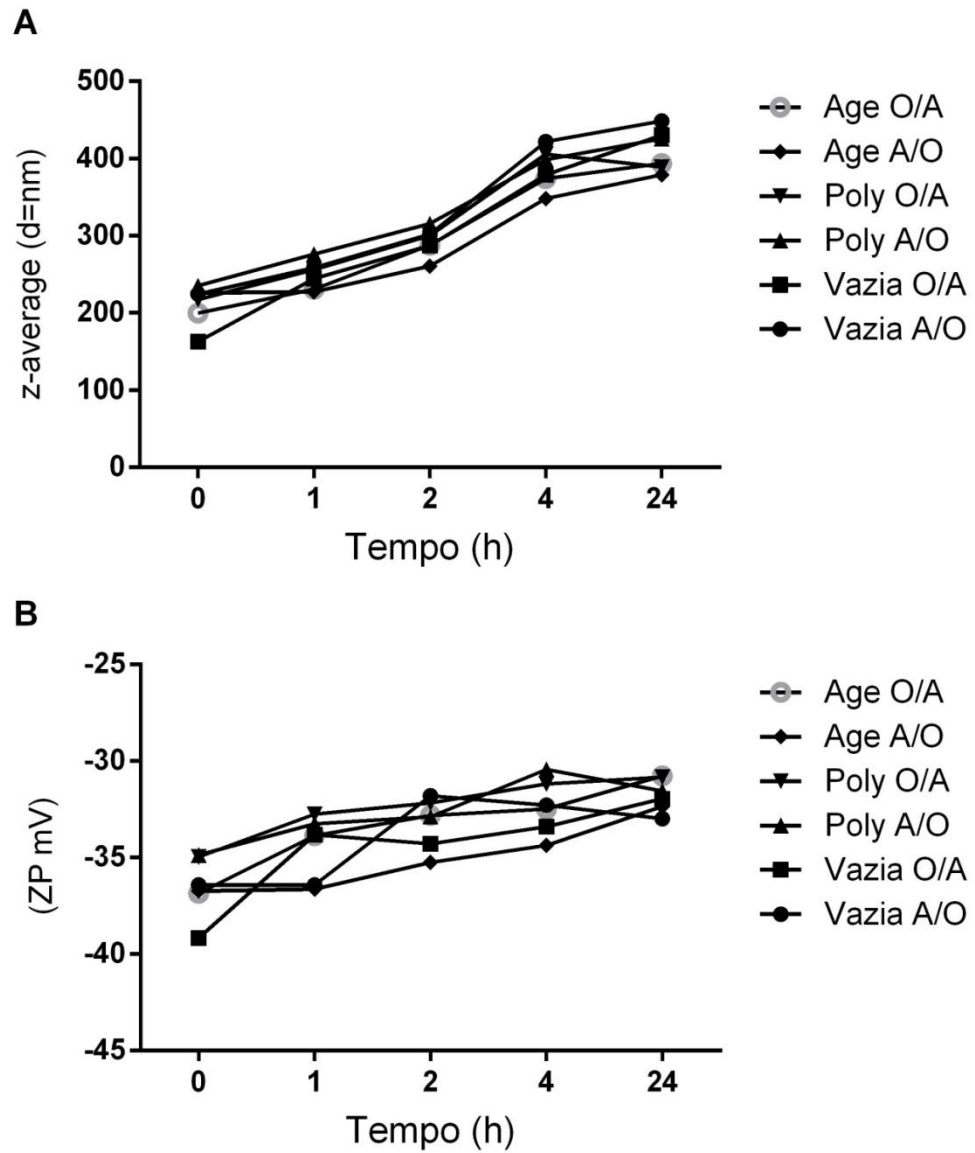 A
z-average (d=nm)
500
400
300
200
100
0
0 1 2 4 24
Tempo (h)
Age O/A
Age A/O
Poly O/A
Poly A/O
Vazia O/A
Vazia A/O
B
(ZP mV)
-25
-30
-35
-40
-45
0 1 2 4 24
Tempo (h)
Age O/A
Age A/O
Poly O/A
Poly A/O
Vazia O/A
Vazia A/O